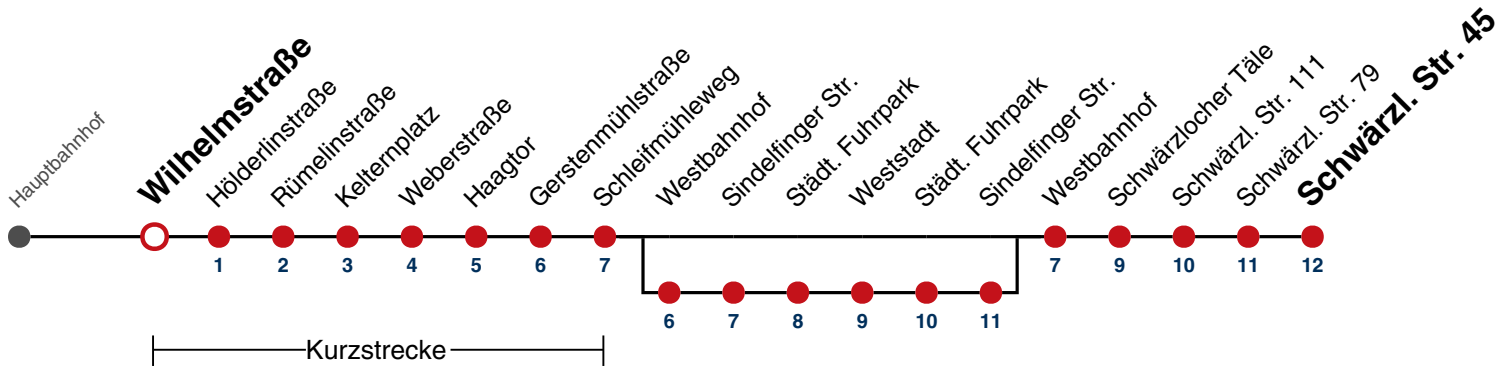 Hauptbahnhof
Wilhelmstraße
Hölderlinstraße
Rümelinstraße
Kelternplatz
Weberstraße
Haagtor
Gerstenmühlstraße
Schleifmühleweg
Westbahnhof
Sindelfinger Str.
Städt. Fuhrpark
Weststadt
Städt. Fuhrpark
Sindelfinger Str.
Westbahnhof
Schwärzlocher Täle
Schwärzl. Str. 111
Schwärzl. Str. 79
Schwärzl. Str. 45
1 2 3 4 5 6 7 7 9 10 11 12
6 7 8 9 10 11
Kurzstrecke